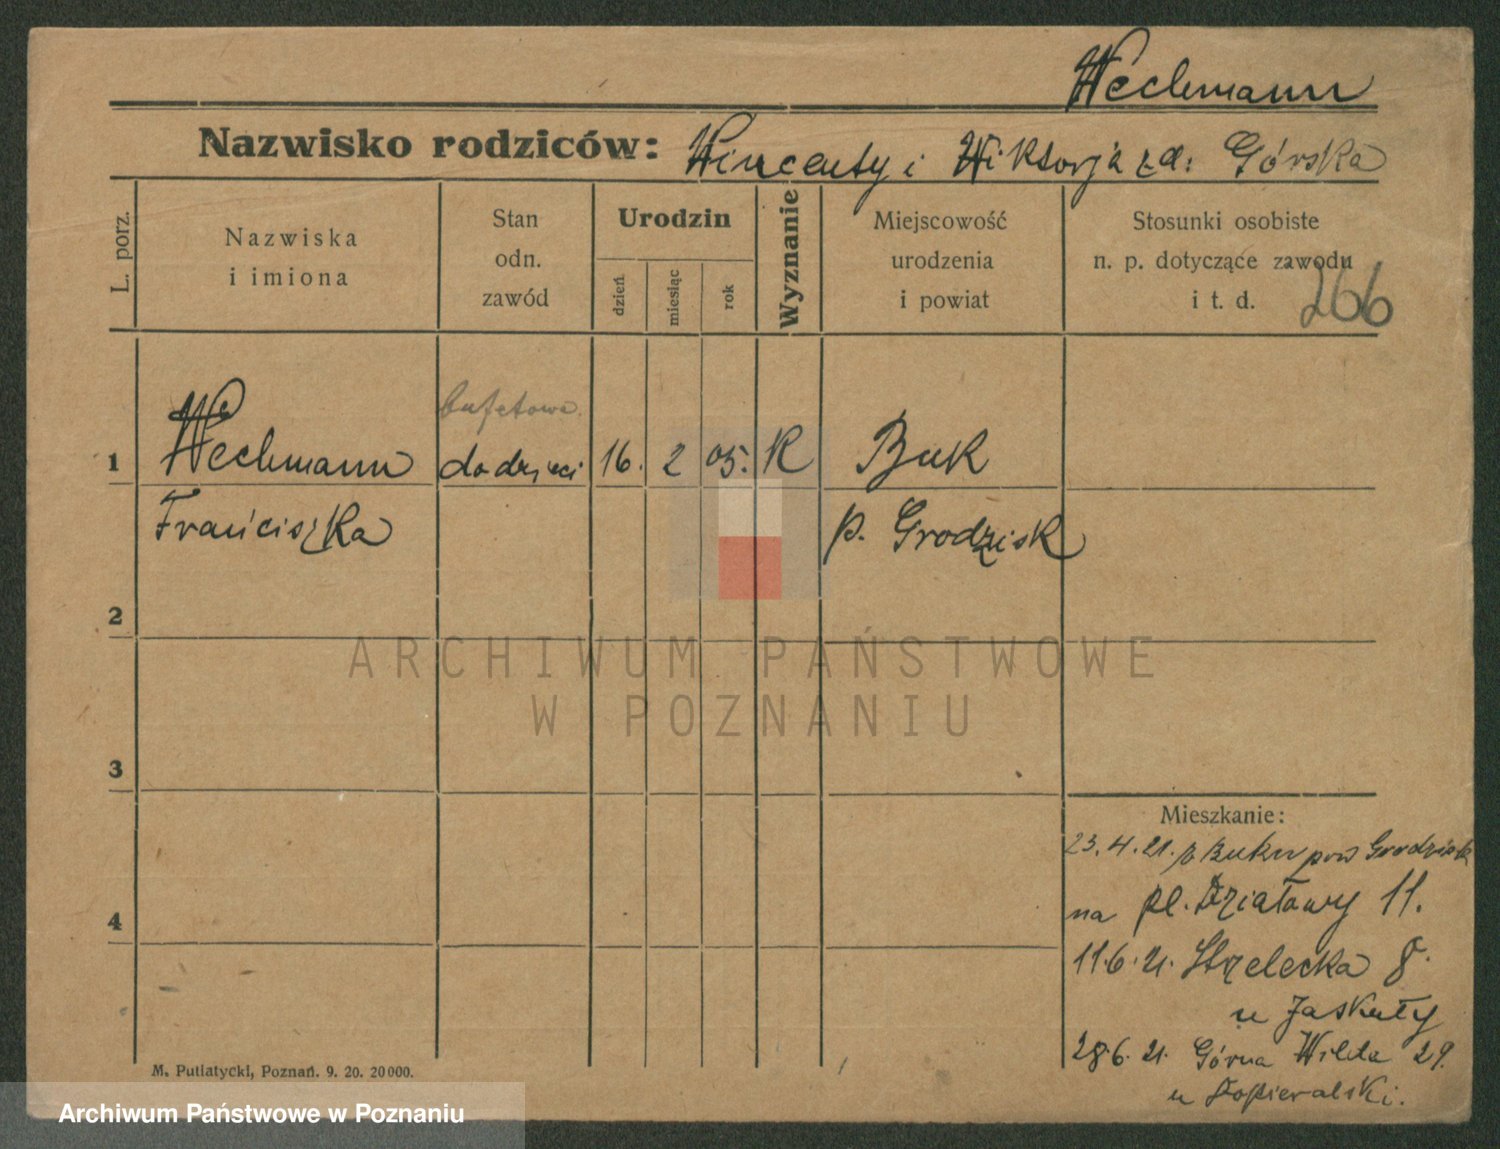 Wechmann
Nazwisko rodziców: Wincenty i Wiktorja zd. Górska
L. porz.
Nazwiska
i imiona
Stan
odn.
zawód
Urodzin
dzień
miesiąc
rok
Wyznanie
Miejscowość
urodzenia
i powiat
Stosunki osobiste
n. p. dotyczące zawodu
i t. d.
266
bufetowa
1 Wechmann do dzieci 16. 2 05. K Buk
Franciszka p. Grodzisk
2
ARCHIWUM PAŃSTWOWE
W POZNANIU
3
Mieszkanie:
23.4.21. z Buku pow Grodzisk
4
na pl. Działowy 11.
11.6.21. Strzelecka 8.
u Jaskuły
28.6.21. Górna Wilda 29.
u Dopieralski.
M. Putiatycki, Poznań. 9. 20. 20000.
Archiwum Państwowe w Poznaniu